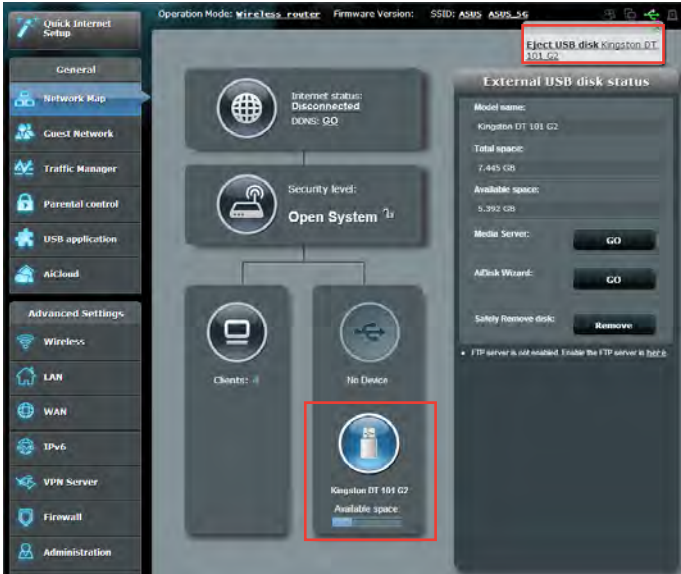 Quick Internet
Setup
Operation Mode: Wireless router Firmware Version: SSID: ASUS ASUS_5G
Eject USB disk Kingston DT
101 G2
General
Network Map
Guest Network
Traffic Manager
Parental control
USB application
AiCloud
Advanced Settings
Wireless
LAN
WAN
IPv6
VPN Server
Firewall
Administration
Internet status:
Disconnected
DDNS: GO
Security level:
Open System
Clients: 4
No Device
Kingston DT 101 G2
Available space:
External USB disk status
Model name:
Kingston DT 101 G2
Total space:
7.445 GB
Available space:
5.392 GB
Media Server:
GO
AiDisk Wizard:
GO
Safely Remove disk:
Remove
• FTP server is not enabled. Enable the FTP server in here